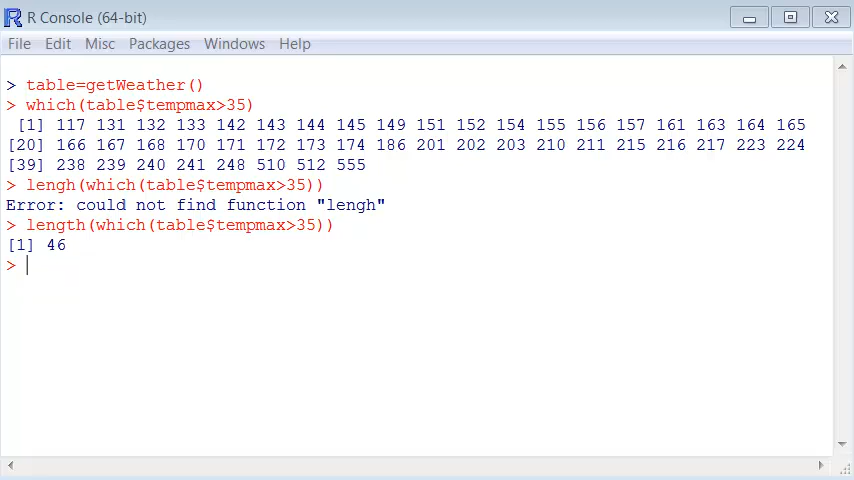 R Console (64-bit)
File Edit Misc Packages Windows Help
> table=getWeather()
> which(table$tempmax>35)
[1] 117 131 132 133 142 143 144 145 149 151 152 154 155 156 157 161 163 164 165
[20] 166 167 168 170 171 172 173 174 186 201 202 203 210 211 215 216 217 223 224
[39] 238 239 240 241 248 510 512 555
> lengh(which(table$tempmax>35))
Error: could not find function "lengh"
> length(which(table$tempmax>35))
[1] 46
>